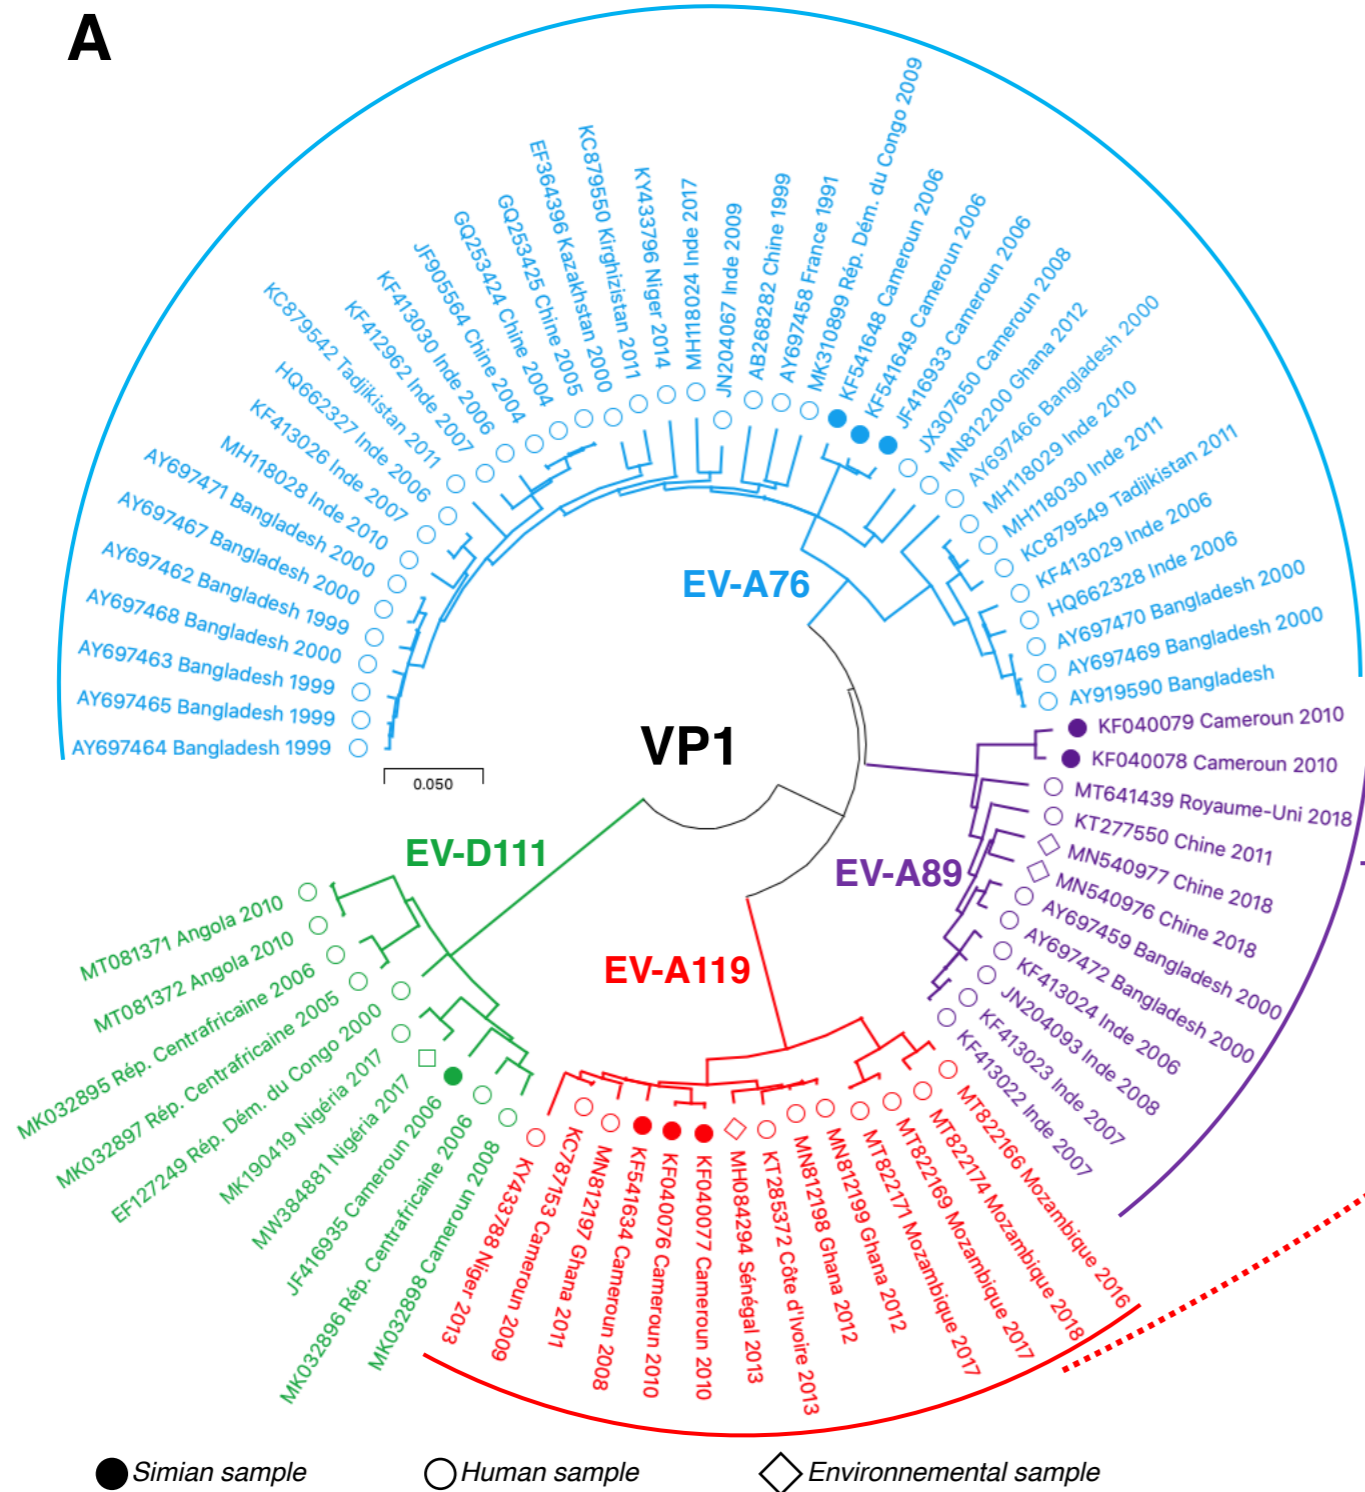 A
AY697464 Bangladesh 1999
AY697465 Bangladesh 1999
AY697463 Bangladesh 1999
AY697468 Bangladesh 2000
AY697462 Bangladesh 1999
AY697467 Bangladesh 2000
AY697471 Bangladesh 2000
MH118028 Inde 2010
KF413026 Inde 2007
HQ662327 Inde 2006
KC879542 Tadjikistan 2011
KF412962 Inde 2007
KF413030 Inde 2006
JF905564 Chine 2004
GQ253424 Chine 2004
GQ253425 Chine 2005
EF364396 Kazakhstan 2000
KC879550 Kirghizistan 2011
KY433796 Niger 2014
MH118024 Inde 2017
JN204067 Inde 2009
AB268282 Chine 1999
AY697458 France 1991
MK310899 Rép. Dém. du Congo 2009
KF541648 Cameroun 2006
KF541649 Cameroun 2006
JF416933 Cameroun 2006
JX307650 Cameroun 2008
MN812200 Ghana 2012
AY697466 Bangladesh 2000
MH118029 Inde 2010
MH118030 Inde 2011
KC879549 Tadjikistan 2011
KF413029 Inde 2006
HQ662328 Inde 2006
AY697470 Bangladesh 2000
AY697469 Bangladesh 2000
AY919590 Bangladesh
EV-A76
VP1
0.050
KF040079 Cameroun 2010
KF040078 Cameroun 2010
MT641439 Royaume-Uni 2018
KT277550 Chine 2011
MN540977 Chine 2018
MN540976 Chine 2018
AY697459 Bangladesh 2000
AY697472 Bangladesh 2000
KF413024 Inde 2006
JN204093 Inde 2008
KF413023 Inde 2007
KF413022 Inde 2007
EV-A89
EV-D111
EV-A119
MT822166 Mozambique 2016
MT822174 Mozambique 2018
MT822169 Mozambique 2017
MT822171 Mozambique 2017
MN812199 Ghana 2012
MN812198 Ghana 2012
KT285372 Côte d'Ivoire 2013
MH084294 Sénégal 2013
KF040077 Cameroun 2010
KF040076 Cameroun 2010
KF541634 Cameroun 2008
MN812197 Ghana 2011
KC787153 Cameroun 2009
KY433788 Niger 2013
MK032898 Cameroun 2008
MK032896 Rép. Centrafricaine 2006
JF416935 Cameroun 2006
MW384881 Nigéria 2017
MK190419 Nigéria 2017
EF127249 Rép. Dém. du Congo 2000
MK032897 Rép. Centrafricaine 2005
MK032895 Rép. Centrafricaine 2006
MT081372 Angola 2010
MT081371 Angola 2010
Simian sample
Human sample
Environnemental sample